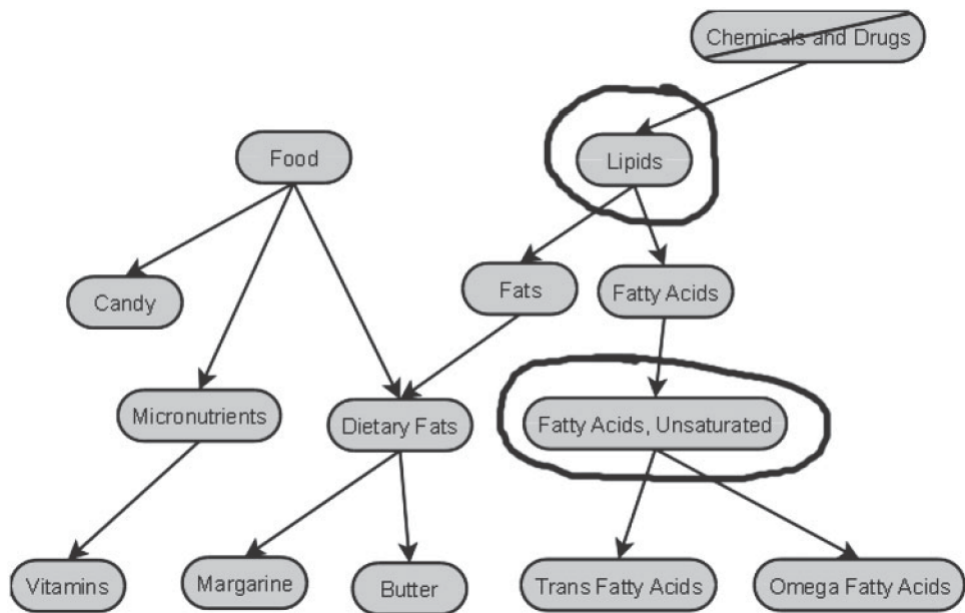 Chemicals and Drugs
Food
Lipids
Candy
Fats
Fatty Acids
Micronutrients
Dietary Fats
Fatty Acids, Unsaturated
Vitamins
Margarine
Butter
Trans Fatty Acids
Omega Fatty Acids